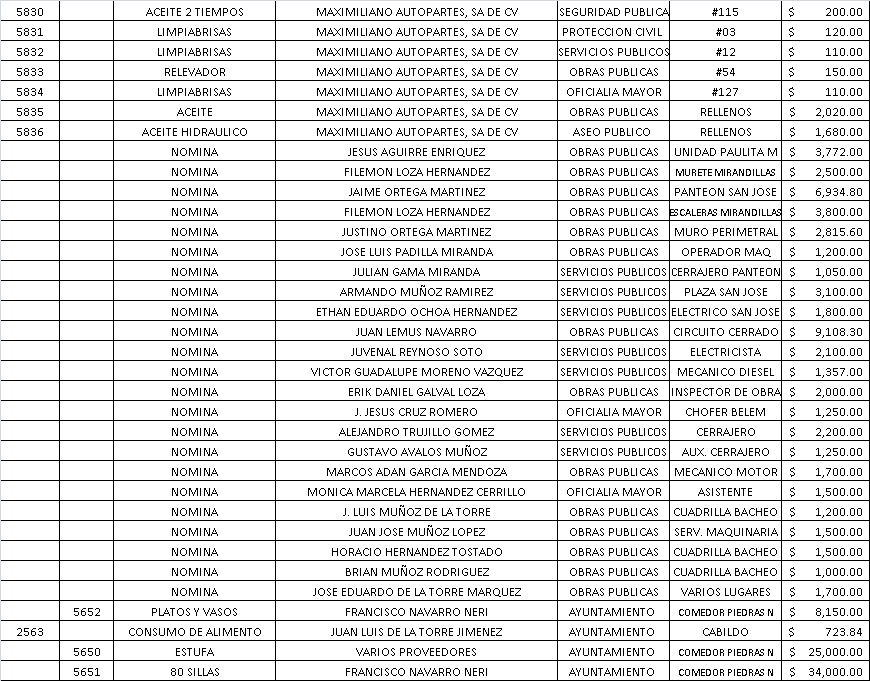 5830 ACEITE 2 TIEMPOS MAXIMILIANO AUTOPARTES, SA DE CV SEGURIDAD PUBLICA #115 $ 200.00
5831 LIMPIABRISAS MAXIMILIANO AUTOPARTES, SA DE CV PROTECCION CIVIL #03 $ 120.00
5832 LIMPIABRISAS MAXIMILIANO AUTOPARTES, SA DE CV SERVICIOS PUBLICOS #12 $ 110.00
5833 RELEVADOR MAXIMILIANO AUTOPARTES, SA DE CV OBRAS PUBLICAS #54 $ 150.00
5834 LIMPIABRISAS MAXIMILIANO AUTOPARTES, SA DE CV OFICIALIA MAYOR #127 $ 110.00
5835 ACEITE MAXIMILIANO AUTOPARTES, SA DE CV OBRAS PUBLICAS RELLENOS $ 2,020.00
5836 ACEITE HIDRAULICO MAXIMILIANO AUTOPARTES, SA DE CV ASEO PUBLICO RELLENOS $ 1,680.00
NOMINA JESUS AGUIRRE ENRIQUEZ OBRAS PUBLICAS UNIDAD PAULITA M $ 3,772.00
NOMINA FILEMON LOZA HERNANDEZ OBRAS PUBLICAS MURETE MIRANDILLAS $ 2,500.00
NOMINA JAIME ORTEGA MARTINEZ OBRAS PUBLICAS PANTEON SAN JOSE $ 6,934.80
NOMINA FILEMON LOZA HERNANDEZ OBRAS PUBLICAS ESCALERAS MIRANDILLAS $ 3,800.00
NOMINA JUSTINO ORTEGA MARTINEZ OBRAS PUBLICAS MURO PERIMETRAL $ 2,815.60
NOMINA JOSE LUIS PADILLA MIRANDA OBRAS PUBLICAS OPERADOR MAQ $ 1,200.00
NOMINA JULIAN GAMA MIRANDA SERVICIOS PUBLICOS CERRAJERO PANTEON $ 1,050.00
NOMINA ARMANDO MUÑOZ RAMIREZ SERVICIOS PUBLICOS PLAZA SAN JOSE $ 3,100.00
NOMINA ETHAN EDUARDO OCHOA HERNANDEZ SERVICIOS PUBLICOS ELECTRICO SAN JOSE $ 1,800.00
NOMINA JUAN LEMUS NAVARRO OBRAS PUBLICAS CIRCUITO CERRADO $ 9,108.30
NOMINA JUVENAL REYNOSO SOTO SERVICIOS PUBLICOS ELECTRICISTA $ 2,100.00
NOMINA VICTOR GUADALUPE MORENO VAZQUEZ SERVICIOS PUBLICOS MECANICO DIESEL $ 1,357.00
NOMINA ERIK DANIEL GALVAL LOZA OBRAS PUBLICAS INSPECTOR DE OBRA $ 2,000.00
NOMINA J. JESUS CRUZ ROMERO OFICIALIA MAYOR CHOFER BELEM $ 1,250.00
NOMINA ALEJANDRO TRUJILLO GOMEZ SERVICIOS PUBLICOS CERRAJERO $ 2,200.00
NOMINA GUSTAVO AVALOS MUÑOZ SERVICIOS PUBLICOS AUX. CERRAJERO $ 1,250.00
NOMINA MARCOS ADAN GARCIA MENDOZA OBRAS PUBLICAS MECANICO MOTOR $ 1,700.00
NOMINA MONICA MARCELA HERNANDEZ CERRILLO OFICIALIA MAYOR ASISTENTE $ 1,500.00
NOMINA J. LUIS MUÑOZ DE LA TORRE OBRAS PUBLICAS CUADRILLA BACHEO $ 1,200.00
NOMINA JUAN JOSE MUÑOZ LOPEZ OBRAS PUBLICAS SERV. MAQUINARIA $ 1,500.00
NOMINA HORACIO HERNANDEZ TOSTADO OBRAS PUBLICAS CUADRILLA BACHEO $ 1,500.00
NOMINA BRIAN MUÑOZ RODRIGUEZ OBRAS PUBLICAS CUADRILLA BACHEO $ 1,000.00
NOMINA JOSE EDUARDO DE LA TORRE MARQUEZ OBRAS PUBLICAS VARIOS LUGARES $ 1,700.00
5652 PLATOS Y VASOS FRANCISCO NAVARRO NERI AYUNTAMIENTO COMEDOR PIEDRAS N $ 8,150.00
2563 CONSUMO DE ALIMENTO JUAN LUIS DE LA TORRE JIMENEZ AYUNTAMIENTO CABILDO $ 723.84
5650 ESTUFA VARIOS PROVEEDORES AYUNTAMIENTO COMEDOR PIEDRAS N $ 25,000.00
5651 80 SILLAS FRANCISCO NAVARRO NERI AYUNTAMIENTO COMEDOR PIEDRAS N $ 34,000.00